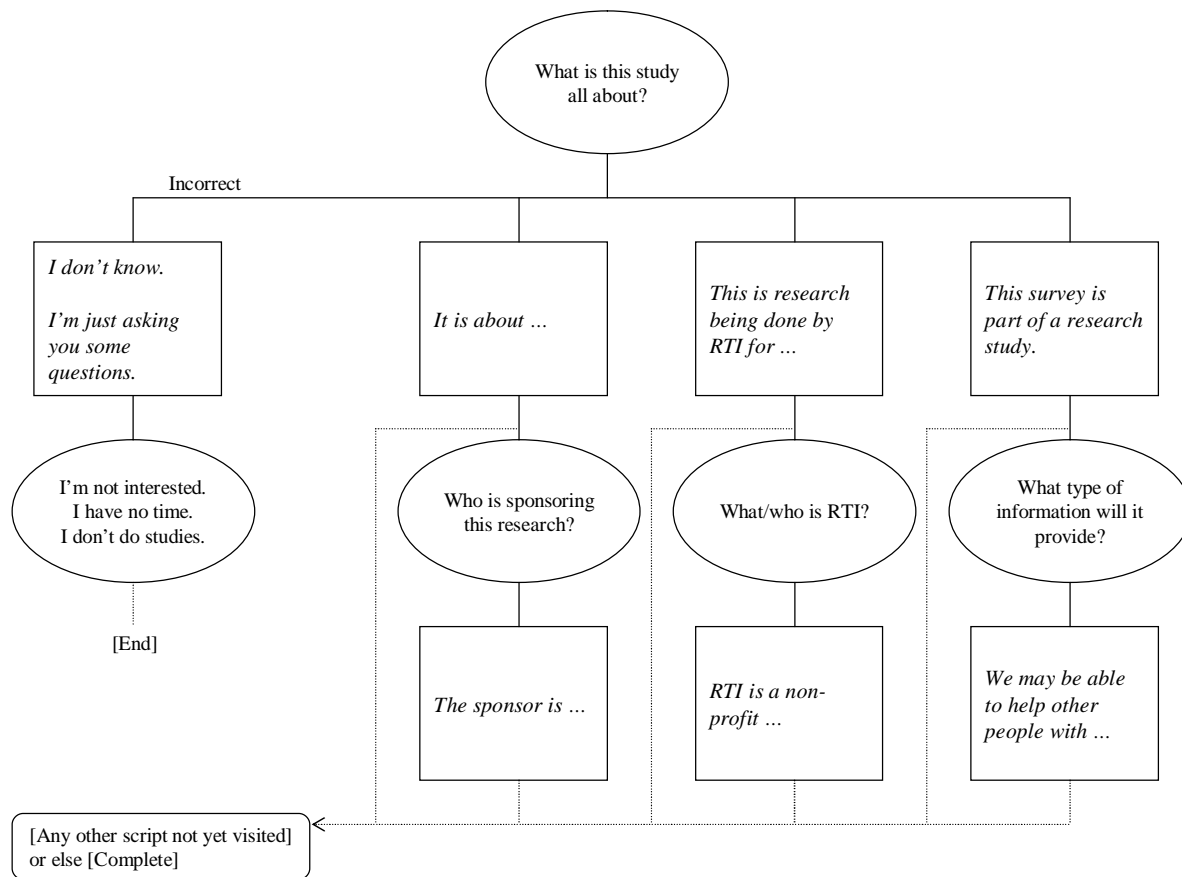 What is this study
all about?
Incorrect
I don't know.
I'm just asking
you some
questions.
It is about …
This is research
being done by
RTI for …
This survey is
part of a research
study.
I'm not interested.
I have no time.
I don't do studies.
Who is sponsoring
this research?
What/who is RTI?
What type of
information will it
provide?
[End]
The sponsor is …
RTI is a non-
profit …
We may be able
to help other
people with …
[Any other script not yet visited]
or else [Complete]